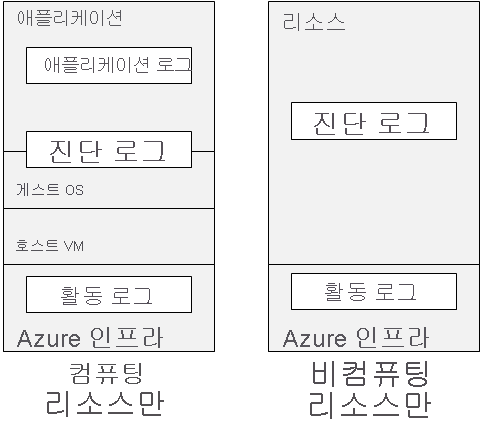 애플리케이션
애플리케이션 로그
진단 로그
게스트 OS
호스트 VM
활동 로그
Azure 인프라
컴퓨팅
리소스만
리소스
진단 로그
활동 로그
Azure 인프라
비컴퓨팅
리소스만